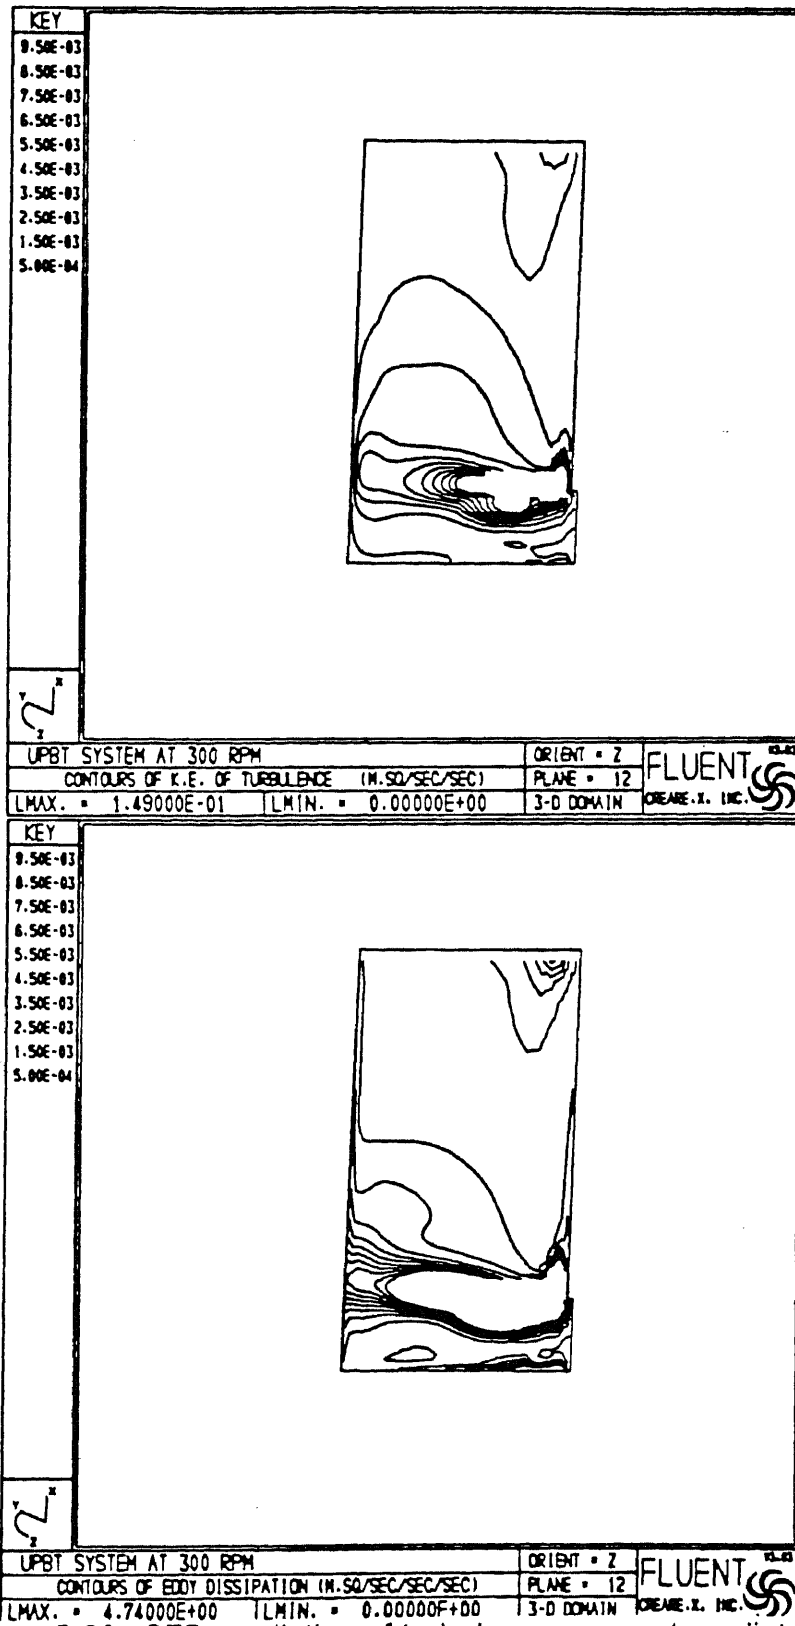 KEY
9.50E-03
8.50E-03
7.50E-03
6.50E-03
5.50E-03
4.50E-03
3.50E-03
2.50E-03
1.50E-03
5.00E-04
Y X
Z
UPBT SYSTEM AT 300 RPM
CONTOURS OF K.E. OF TURBULENCE (M.SQ/SEC/SEC)
LMAX. = 1.49000E-01 LMIN. = 0.00000E+00
ORIENT = Z
PLANE = 12
3-D DOMAIN
FLUENT
CREARE.X. INC.
KEY
9.50E-03
8.50E-03
7.50E-03
6.50E-03
5.50E-03
4.50E-03
3.50E-03
2.50E-03
1.50E-03
5.00E-04
Y X
Z
UPBT SYSTEM AT 300 RPM
CONTOURS OF EDDY DISSIPATION (M.SQ/SEC/SEC/SEC)
LMAX. = 4.74000E+00 LMIN. = 0.00000E+00
ORIENT = Z
PLANE = 12
3-D DOMAIN
FLUENT
CREARE.X. INC.